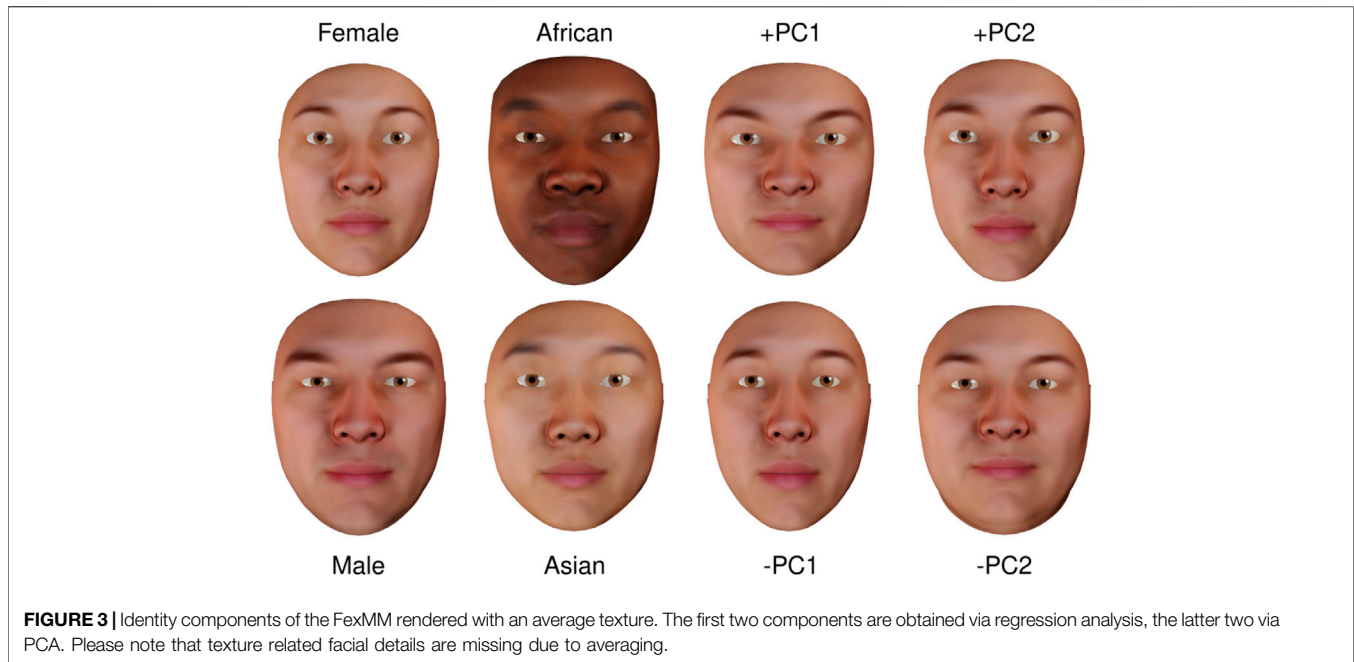 Female African +PC1 +PC2
Male Asian -PC1 -PC2
FIGURE 3 | Identity components of the FexMM rendered with an average texture. The first two components are obtained via regression analysis, the latter two via
PCA. Please note that texture related facial details are missing due to averaging.